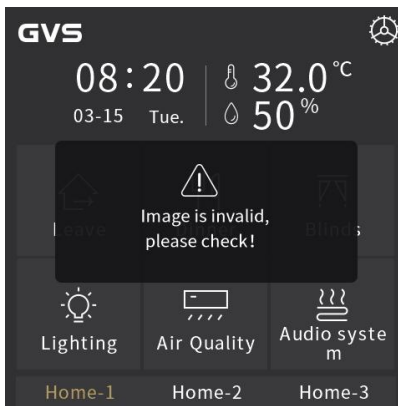 GVS
08:20
32.0°C
03-15 Tue.
50%
Image is invalid,
please check!
Leave
Blinds
Lighting
Air Quality
Audio syste
m
Home-1
Home-2
Home-3